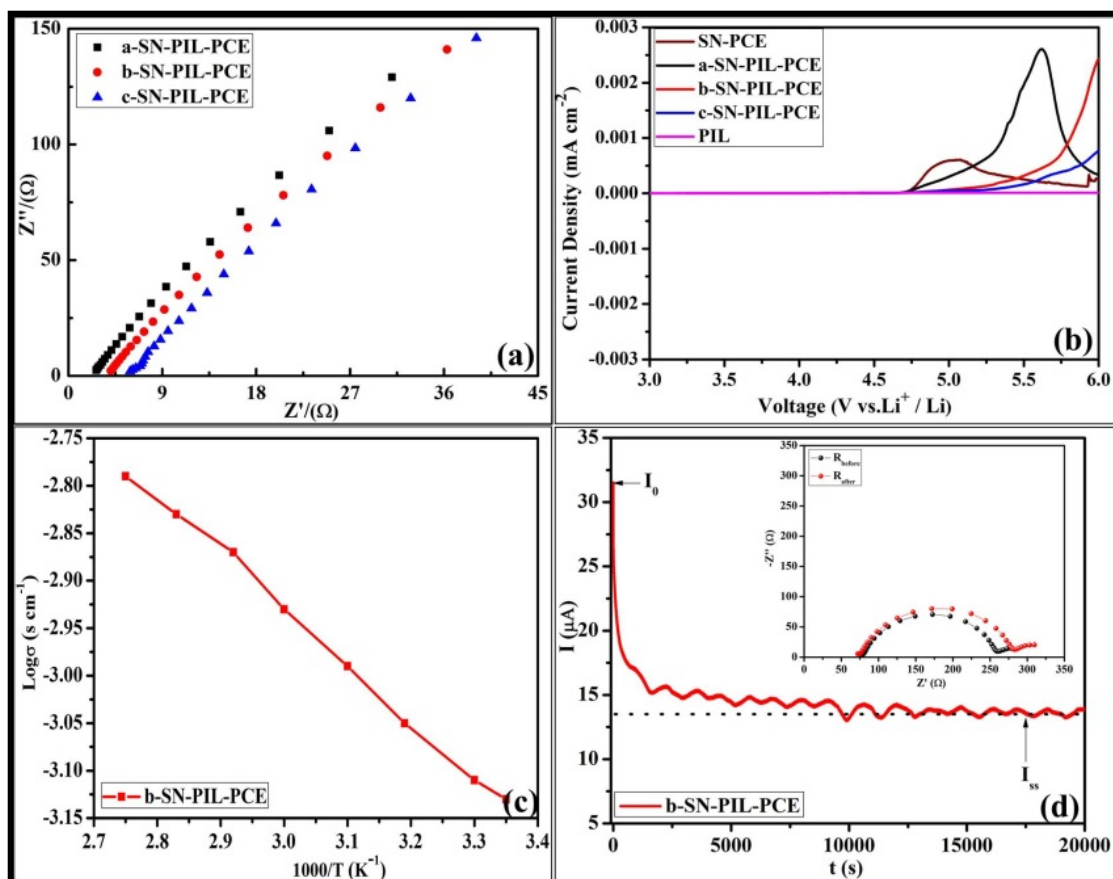 150
100
50
0
Z''/(Ω)
a-SN-PIL-PCE
b-SN-PIL-PCE
c-SN-PIL-PCE
(a)
0 9 18 27 36 45
Z'/(Ω)
0.003
0.002
0.001
0.000
-0.001
-0.002
-0.003
Current Density (mA cm⁻²)
SN-PCE
a-SN-PIL-PCE
b-SN-PIL-PCE
c-SN-PIL-PCE
PIL
(b)
3.0 3.5 4.0 4.5 5.0 5.5 6.0
Voltage (V vs.Li⁺ / Li)
-2.75
-2.80
-2.85
-2.90
-2.95
-3.00
-3.05
-3.10
-3.15
Logσ (s cm⁻¹)
b-SN-PIL-PCE
(c)
2.7 2.8 2.9 3.0 3.1 3.2 3.3 3.4
1000/T (K⁻¹)
35
30
25
20
15
10
5
I (μA)
I₀
350
300
250
200
150
100
50
0
-Z'' (Ω)
R before
R after
0 50 100 150 200 250 300 350
Z' (Ω)
Iss
b-SN-PIL-PCE
(d)
0 5000 10000 15000 20000
t (s)